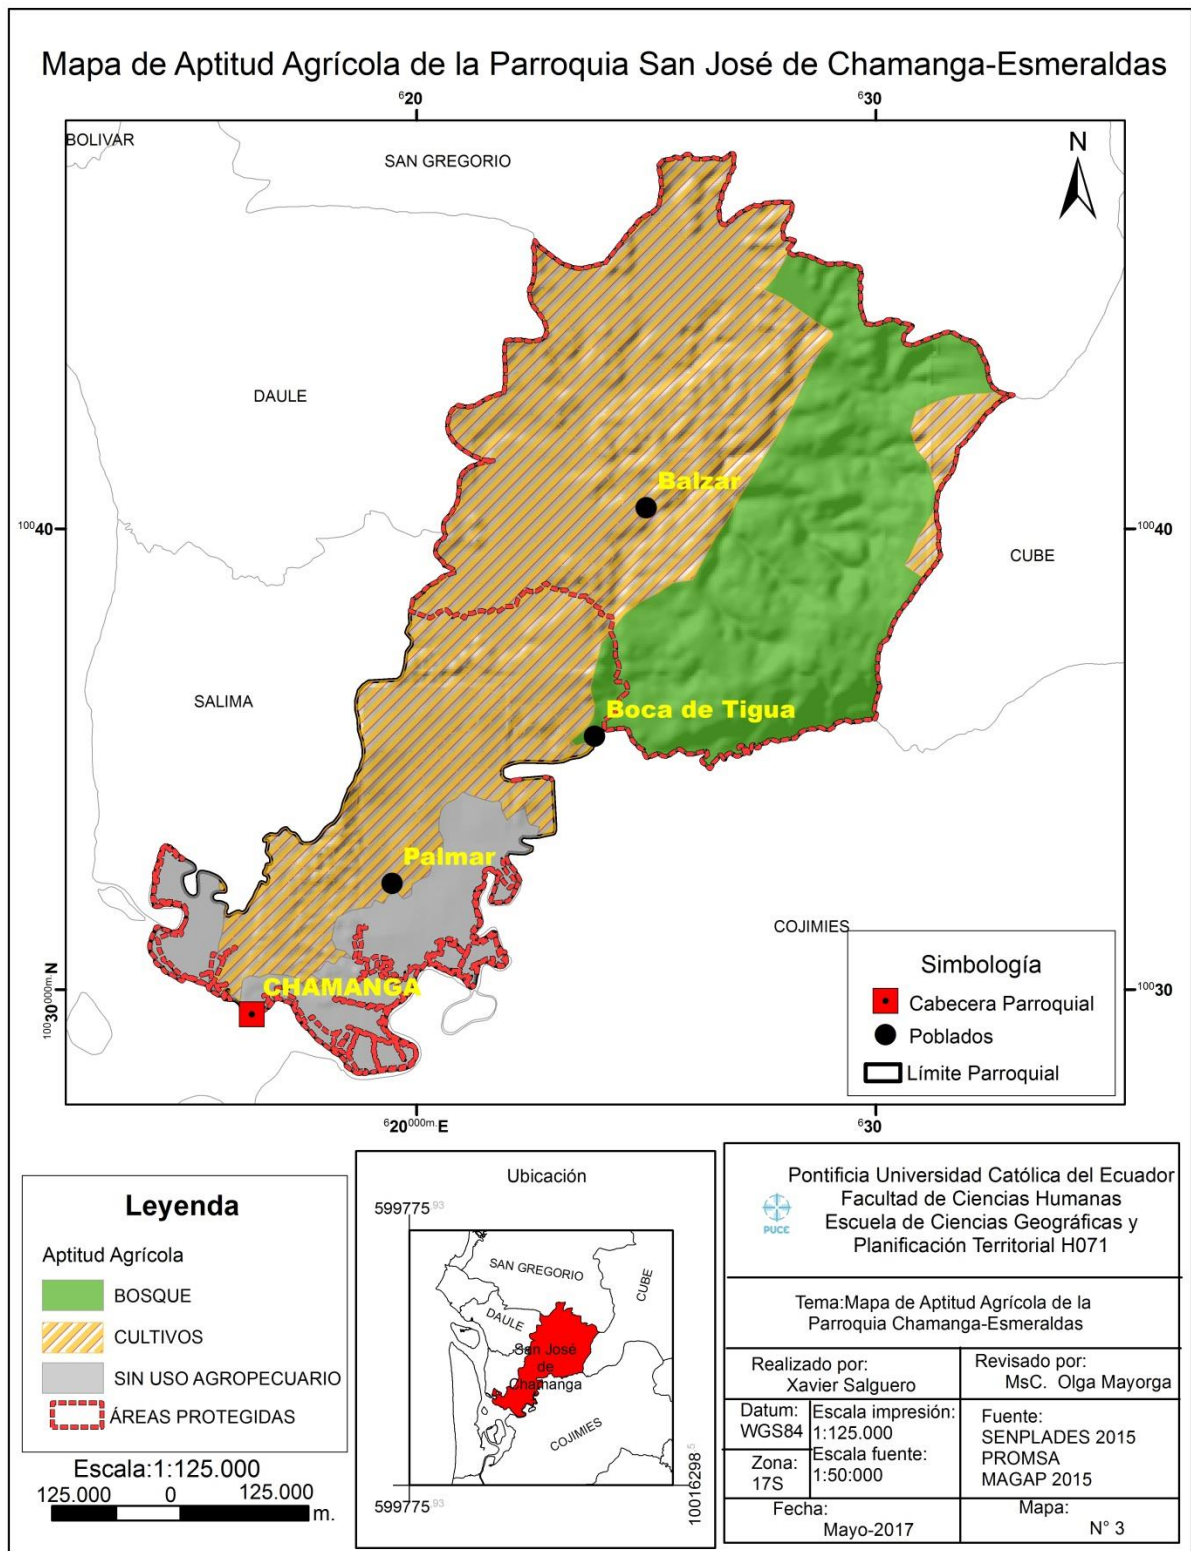 Mapa de Aptitud Agrícola de la Parroquia San José de Chamanga-Esmeraldas
620
630
BOLIVAR
SAN GREGORIO
N
DAULE
Balzar
10040
10040
CUBE
SALIMA
Boca de Tigua
Palmar
COJIMIES
CHAMANGA
10030000m.N
10030
Simbología
Cabecera Parroquial
Poblados
Límite Parroquial
620000m.E
630
Leyenda
Aptitud Agrícola
BOSQUE
CULTIVOS
SIN USO AGROPECUARIO
ÁREAS PROTEGIDAS
Escala:1:125.000
125.000 0 125.000
m.
Ubicación
599775.93
SAN GREGORIO
CUBE
DAULE
San José
de
Chamanga
COJIMIES
599775.93
10016298.5
PUCE
Pontificia Universidad Católica del Ecuador
Facultad de Ciencias Humanas
Escuela de Ciencias Geográficas y
Planificación Territorial H071
Tema:Mapa de Aptitud Agrícola de la
Parroquia Chamanga-Esmeraldas
Realizado por:
Xavier Salguero
Revisado por:
MsC. Olga Mayorga
Datum:
WGS84
Escala impresión:
1:125.000
Zona:
17S
Escala fuente:
1:50:000
Fuente:
SENPLADES 2015
PROMSA
MAGAP 2015
Fecha:
Mayo-2017
Mapa:
N° 3